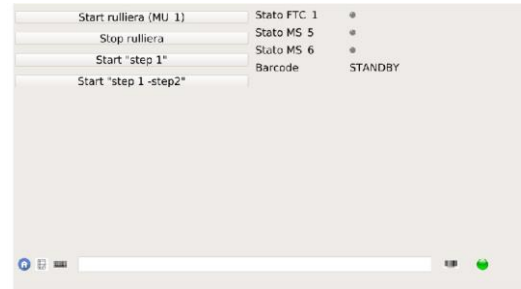 Start rulliera (MU 1)
Stop rulliera
Start "step 1"
Start "step 1 -step2"
Stato FTC 1
Stato MS 5
Stato MS 6
Barcode STANDBY